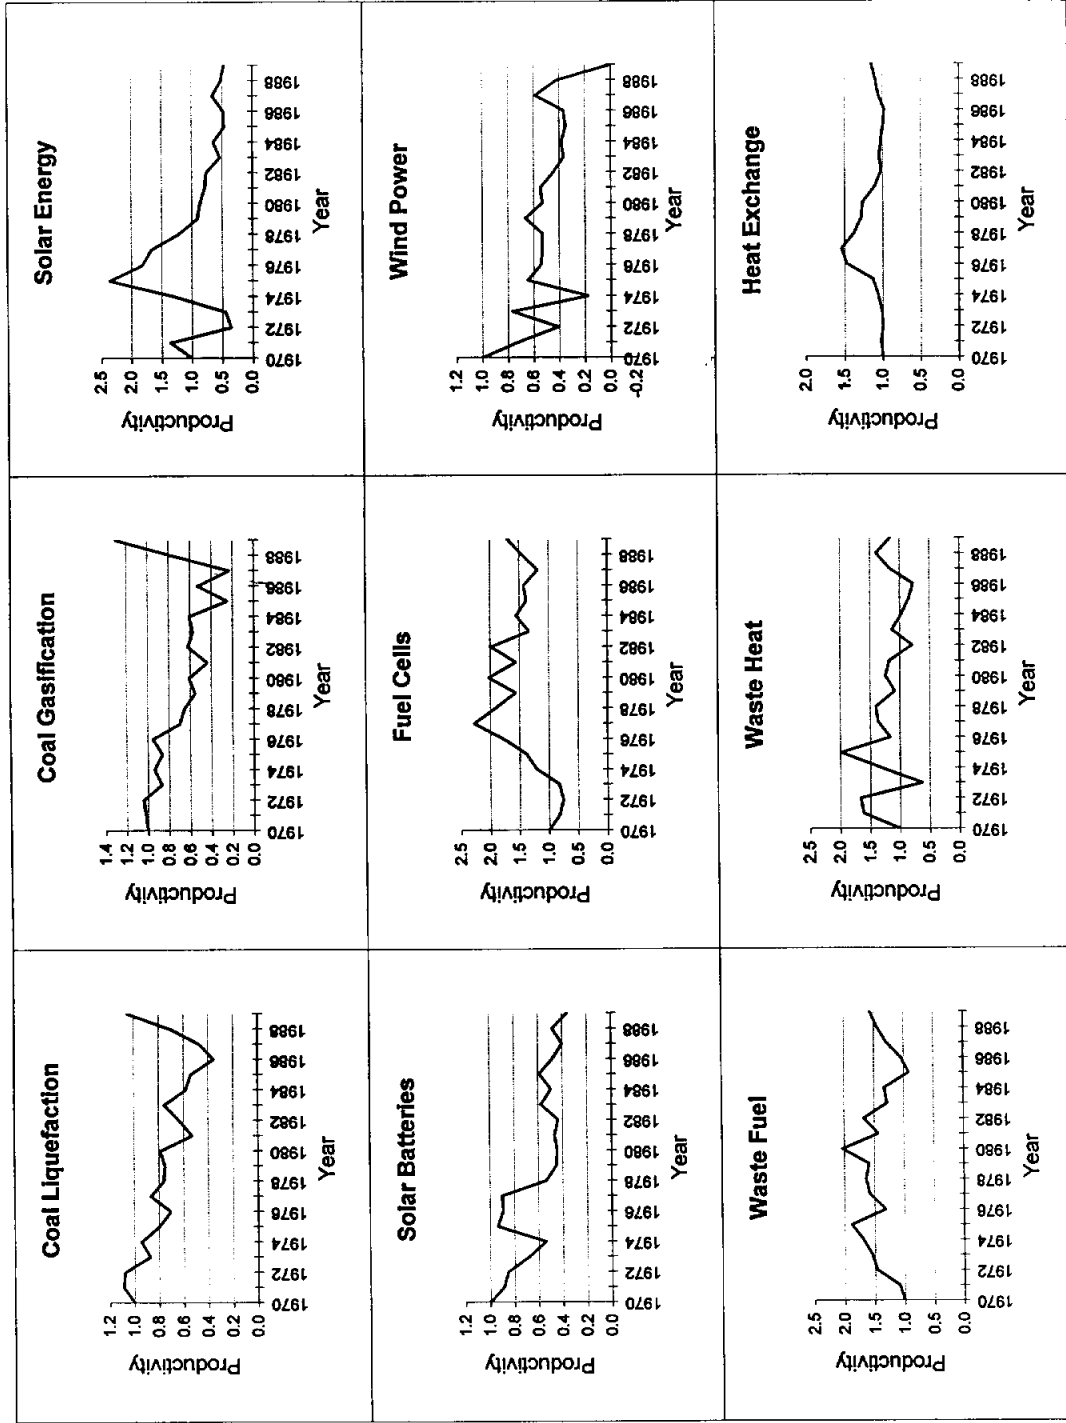 Coal Liquefaction
Productivity
1.2
1.0
0.8
0.6
0.4
0.2
0.0
1970 1972 1974 1976 1978 1980 1982 1984 1986 1988
Year
Coal Gasification
Productivity
1.4
1.2
1.0
0.8
0.6
0.4
0.2
0.0
1970 1972 1974 1976 1978 1980 1982 1984 1986 1988
Year
Solar Energy
Productivity
2.5
2.0
1.5
1.0
0.5
0.0
1970 1972 1974 1976 1978 1980 1982 1984 1986 1988
Year
Solar Batteries
Productivity
1.2
1.0
0.8
0.6
0.4
0.2
0.0
1970 1972 1974 1976 1978 1980 1982 1984 1986 1988
Year
Fuel Cells
Productivity
2.5
2.0
1.5
1.0
0.5
0.0
1970 1972 1974 1976 1978 1980 1982 1984 1986 1988
Year
Wind Power
Productivity
1.2
1.0
0.8
0.6
0.4
0.2
0.0
-0.2
1970 1972 1974 1976 1978 1980 1982 1984 1986 1988
Year
Waste Fuel
Productivity
2.5
2.0
1.5
1.0
0.5
0.0
1970 1972 1974 1976 1978 1980 1982 1984 1986 1988
Year
Waste Heat
Productivity
2.5
2.0
1.5
1.0
0.5
0.0
1970 1972 1974 1976 1978 1980 1982 1984 1986 1988
Year
Heat Exchange
Productivity
2.0
1.5
1.0
0.5
0.0
1970 1972 1974 1976 1978 1980 1982 1984 1986 1988
Year